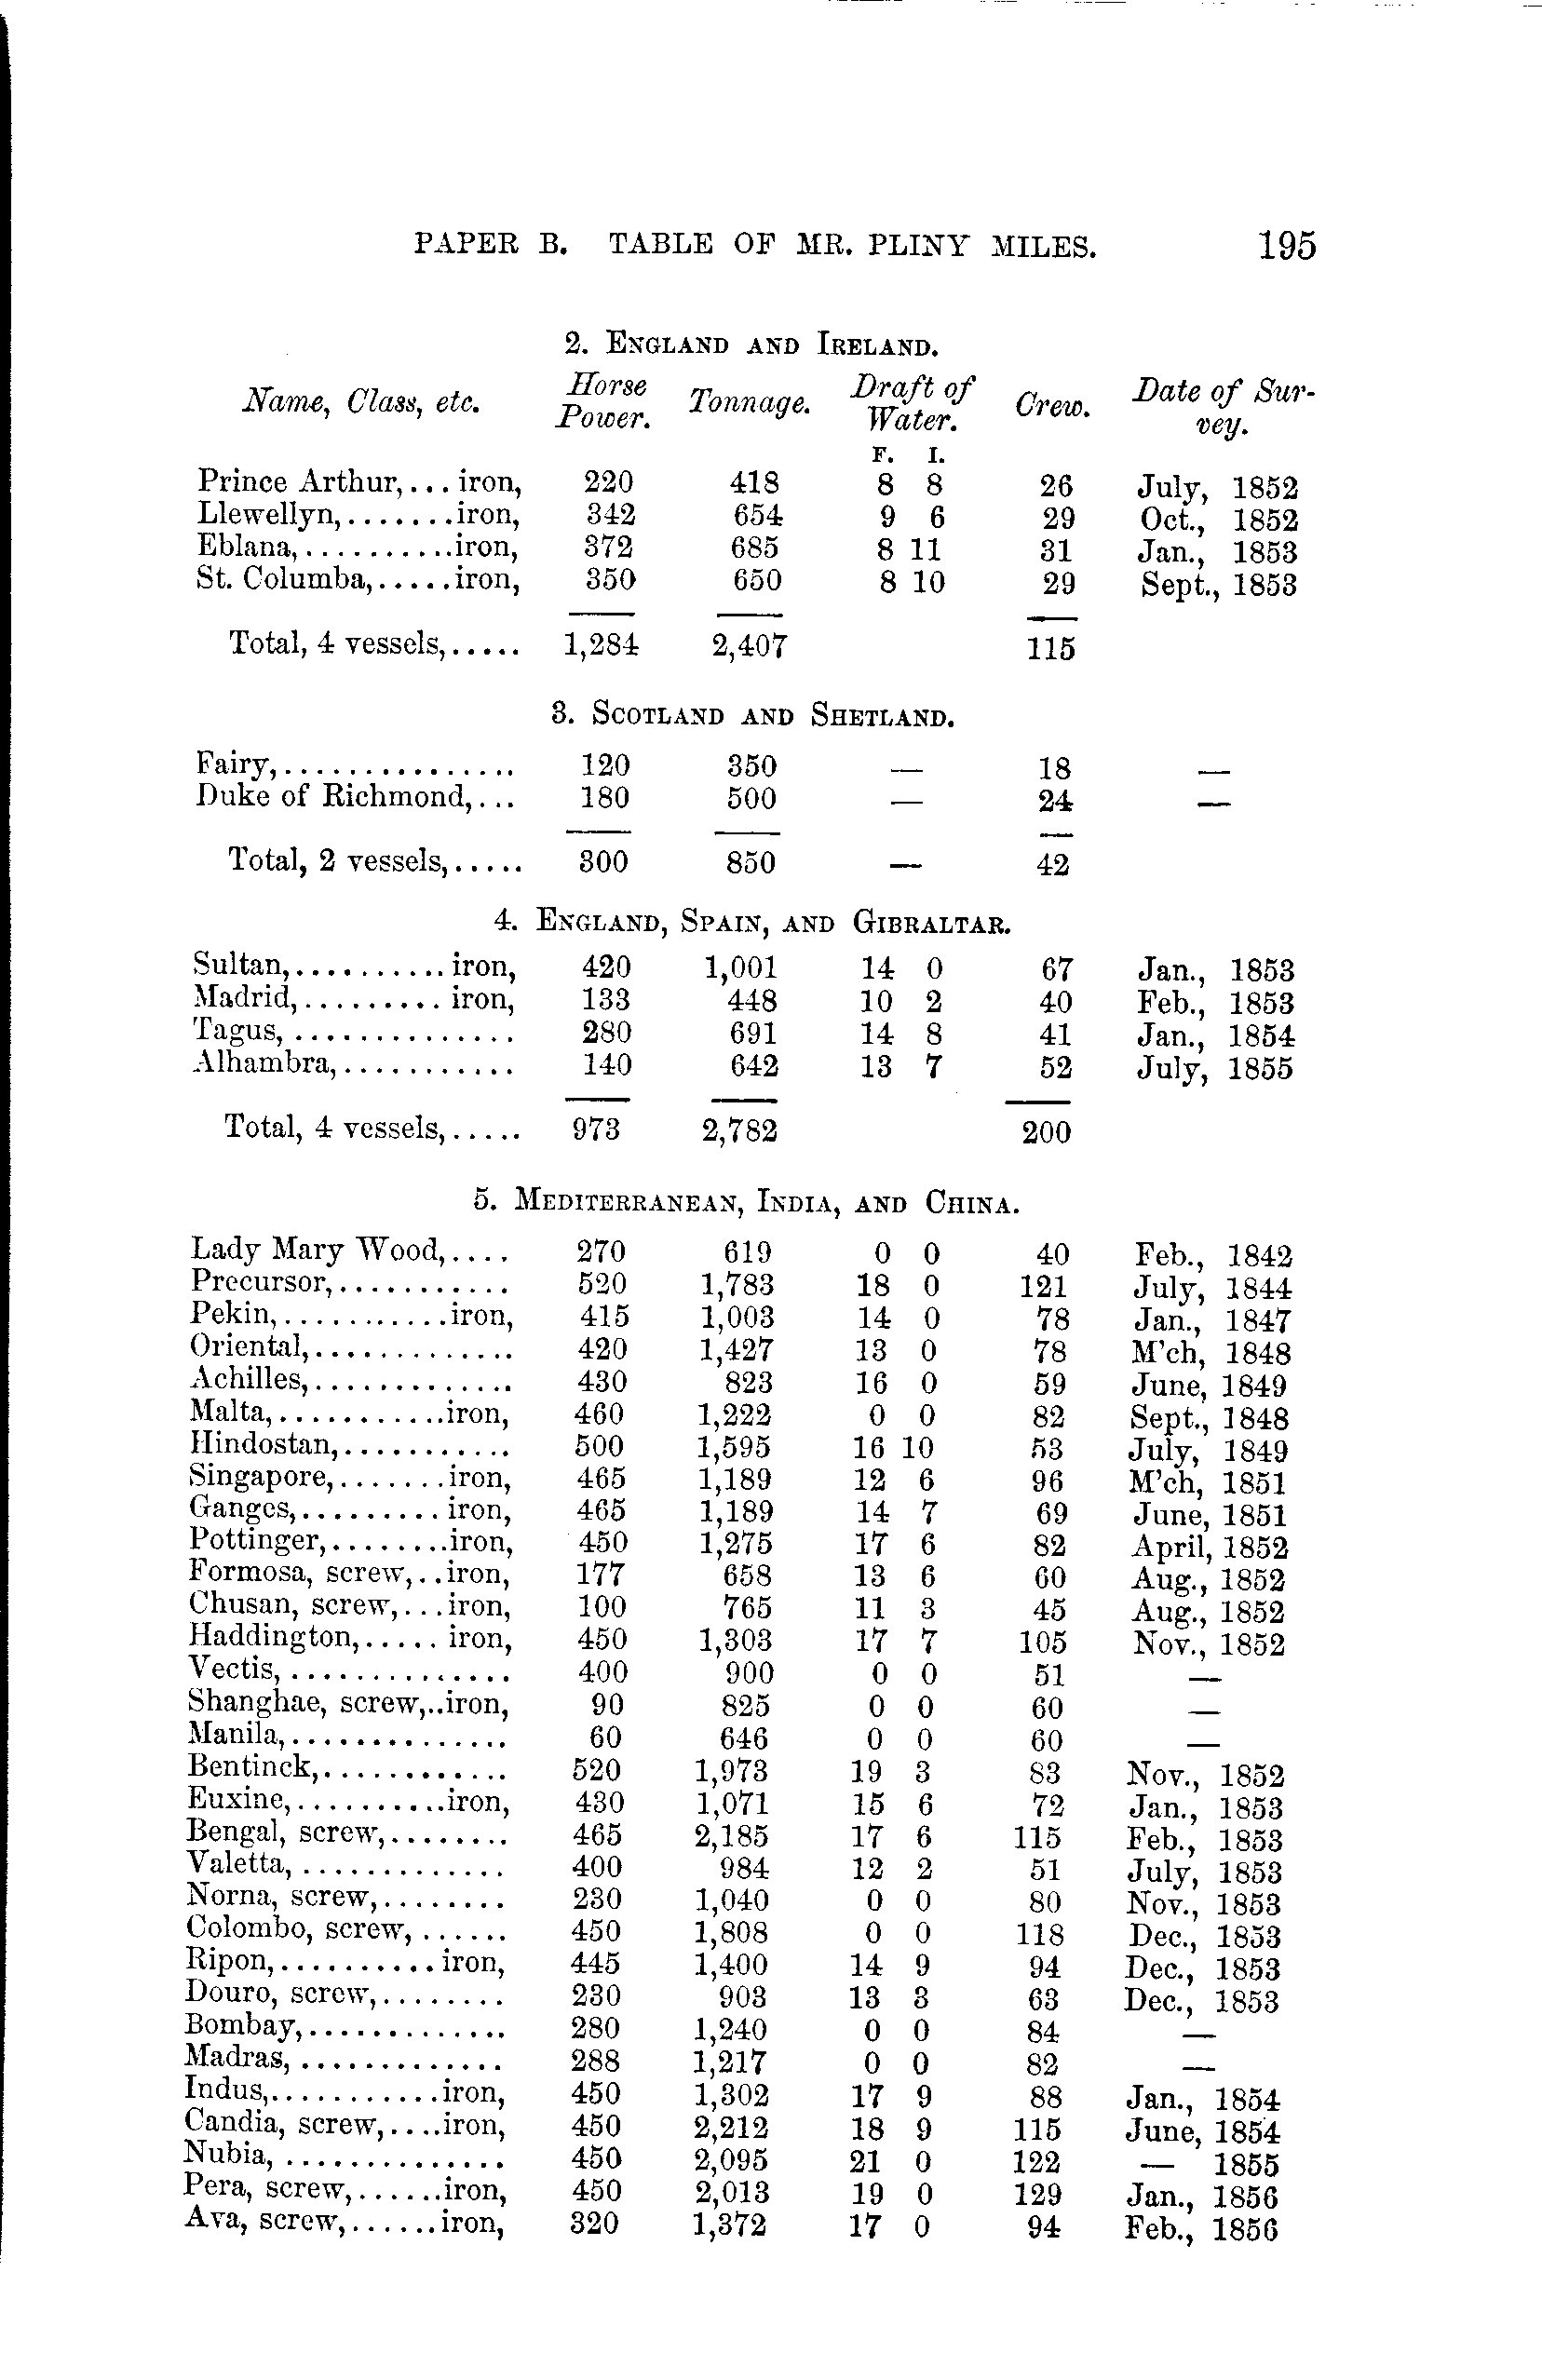 PAPER B. TABLE OF MR. PLINY MILES. 195
2. ENGLAND AND IRELAND.
Name, Class, etc. Horse Power. Tonnage. Draft of Water. Crew. Date of Sur-vey.
F. I.
Prince Arthur,... iron, 220 418 8 8 26 July, 1852
Llewellyn,.......iron, 342 654 9 6 29 Oct., 1852
Eblana,..........iron, 372 685 8 11 31 Jan., 1853
St. Columba,.....iron, 350 650 8 10 29 Sept., 1853
Total, 4 vessels,..... 1,284 2,407 115
3. SCOTLAND AND SHETLAND.
Fairy,............... 120 350 — 18 —
Duke of Richmond,... 180 500 — 24 —
Total, 2 vessels,..... 300 850 — 42
4. ENGLAND, SPAIN, AND GIBRALTAR.
Sultan,.......... iron, 420 1,001 14 0 67 Jan., 1853
Madrid,......... iron, 133 448 10 2 40 Feb., 1853
Tagus, .............. 280 691 14 8 41 Jan., 1854
Alhambra,........... 140 642 13 7 52 July, 1855
Total, 4 vessels,..... 973 2,782 200
5. MEDITERRANEAN, INDIA, AND CHINA.
Lady Mary Wood,.... 270 619 0 0 40 Feb., 1842
Precursor,........... 520 1,783 18 0 121 July, 1844
Pekin,...........iron, 415 1,003 14 0 78 Jan., 1847
Oriental,............. 420 1,427 13 0 78 M'ch, 1848
Achilles,............. 430 823 16 0 59 June, 1849
Malta,...........iron, 460 1,222 0 0 82 Sept., 1848
Hindostan,........... 500 1,595 16 10 53 July, 1849
Singapore,.......iron, 465 1,189 12 6 96 M'ch, 1851
Ganges,......... iron, 465 1,189 14 7 69 June, 1851
Pottinger,........iron, 450 1,275 17 6 82 April, 1852
Formosa, screw,..iron, 177 658 13 6 60 Aug., 1852
Chusan, screw,...iron, 100 765 11 3 45 Aug., 1852
Haddington,..... iron, 450 1,303 17 7 105 Nov., 1852
Vectis, .............. 400 900 0 0 51 —
Shanghae, screw,..iron, 90 825 0 0 60 —
Manila,.............. 60 646 0 0 60 —
Bentinck,............ 520 1,973 19 3 83 Nov., 1852
Euxine,..........iron, 430 1,071 15 6 72 Jan., 1853
Bengal, screw,........ 465 2,185 17 6 115 Feb., 1853
Valetta, ............. 400 984 12 2 51 July, 1853
Norna, screw,........ 230 1,040 0 0 80 Nov., 1853
Colombo, screw, ...... 450 1,808 0 0 118 Dec., 1853
Ripon,.......... iron, 445 1,400 14 9 94 Dec., 1853
Douro, screw,........ 230 903 13 3 63 Dec., 1853
Bombay,............. 280 1,240 0 0 84 —
Madras, ............. 288 1,217 0 0 82 —
Indus,...........iron, 450 1,302 17 9 88 Jan., 1854
Candia, screw,....iron, 450 2,212 18 9 115 June, 1854
Nubia, .............. 450 2,095 21 0 122 — 1855
Pera, screw,......iron, 450 2,013 19 0 129 Jan., 1856
Ava, screw,......iron, 320 1,372 17 0 94 Feb., 1856